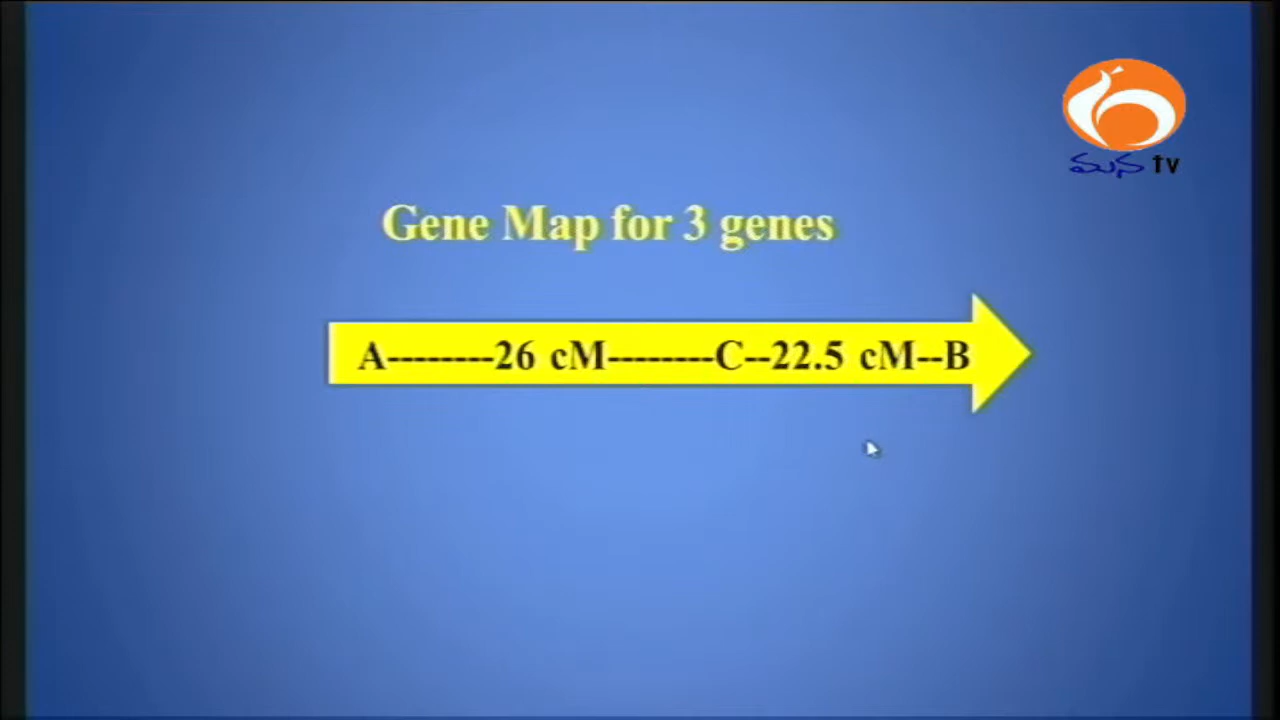 మన tv
Gene Map for 3 genes
A--------26 cM--------C--22.5 cM--B